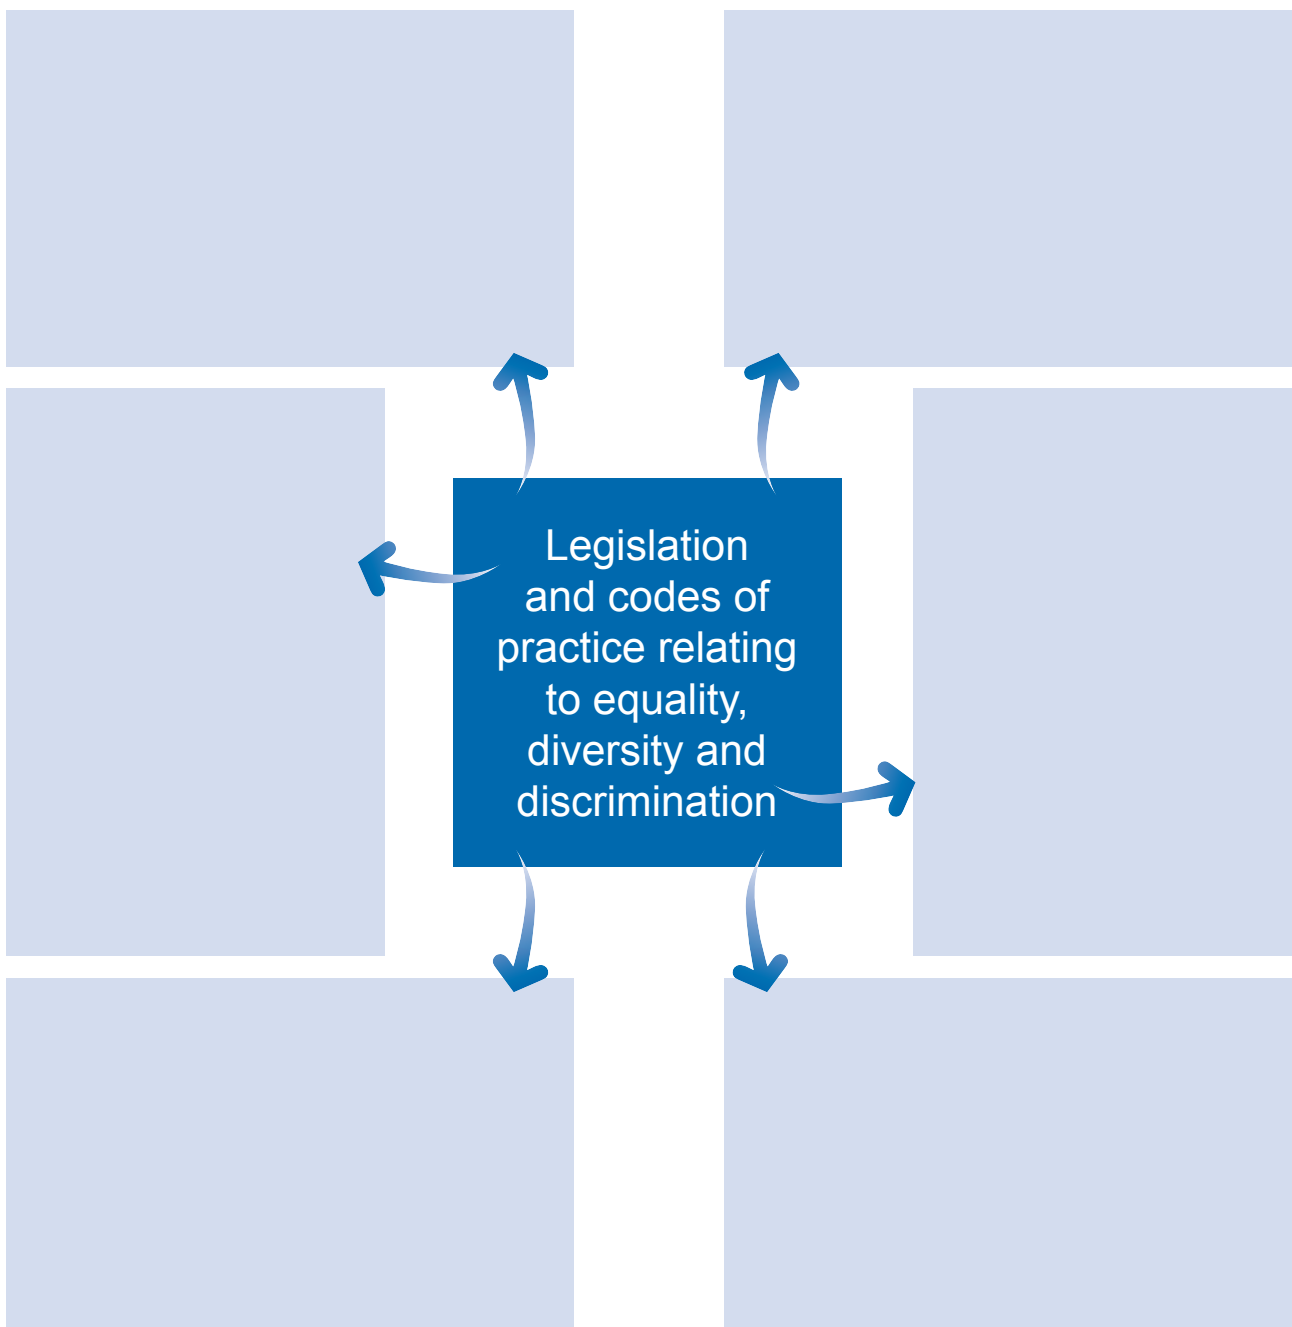 Legislation
and codes of
practice relating
to equality,
diversity and
discrimination